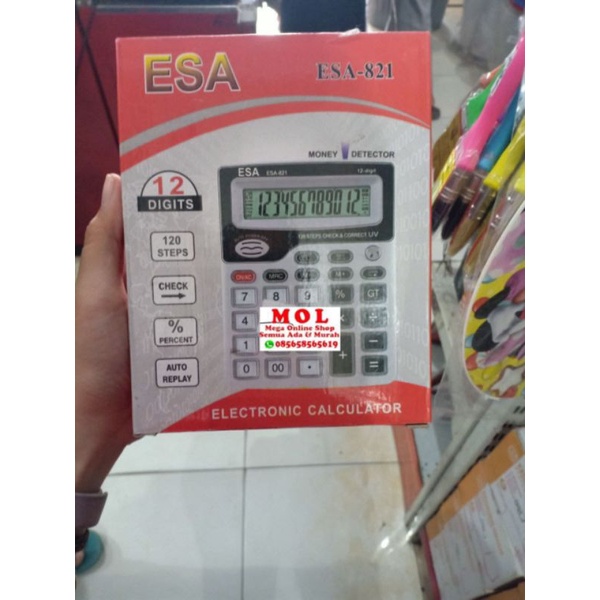 ESA
ESA-821
MONEY DETECTOR
ESA ESA-821 12 digit
12
DIGITS
123456789012
120 STEPS CHECK & CORRECT UV
120
STEPS
CHECK
%
PERCENT
AUTO
REPLAY
ON/AC MRC
7 8 9 % GT
4
1
0 00 . + =
MOL
Mega Online Shop
Semua Ada & Murah
085658565619
ELECTRONIC CALCULATOR